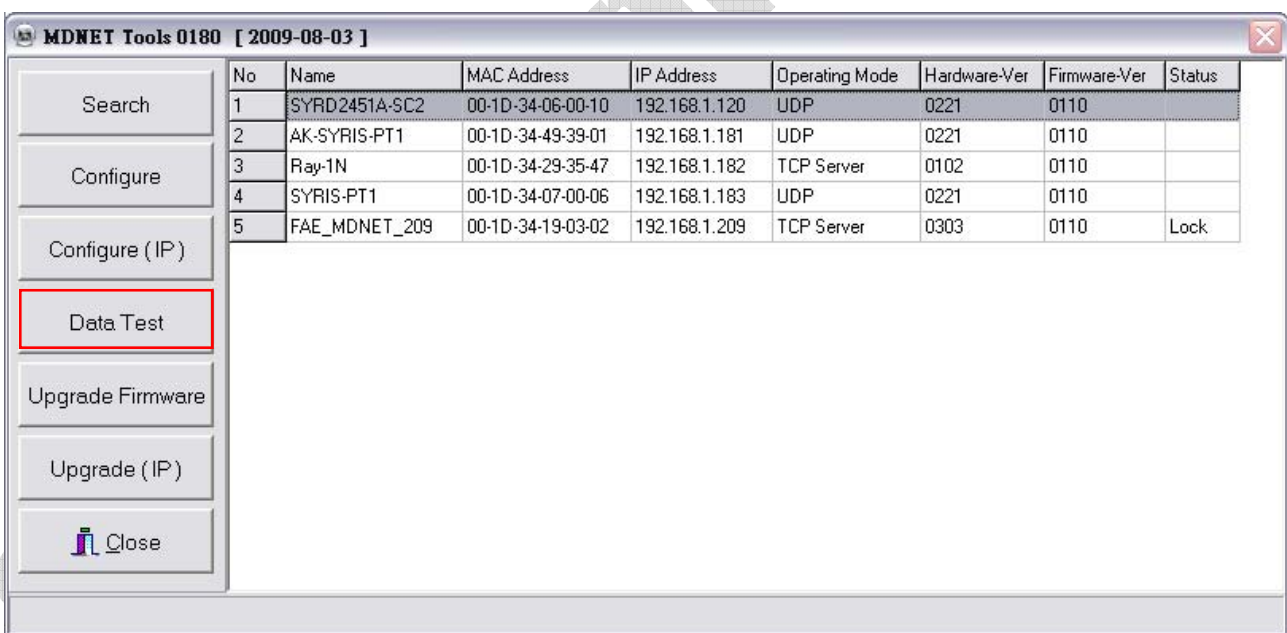 MDNET Tools 0180 [ 2009-08-03 ]
Search
Configure
Configure ( IP )
Data Test
Upgrade Firmware
Upgrade ( IP )
Close
No Name MAC Address IP Address Operating Mode Hardware-Ver Firmware-Ver Status
1 SYRD2451A-SC2 00-1D-34-06-00-10 192.168.1.120 UDP 0221 0110
2 AK-SYRIS-PT1 00-1D-34-49-39-01 192.168.1.181 UDP 0221 0110
3 Ray-1N 00-1D-34-29-35-47 192.168.1.182 TCP Server 0102 0110
4 SYRIS-PT1 00-1D-34-07-00-06 192.168.1.183 UDP 0221 0110
5 FAE_MDNET_209 00-1D-34-19-03-02 192.168.1.209 TCP Server 0303 0110 Lock